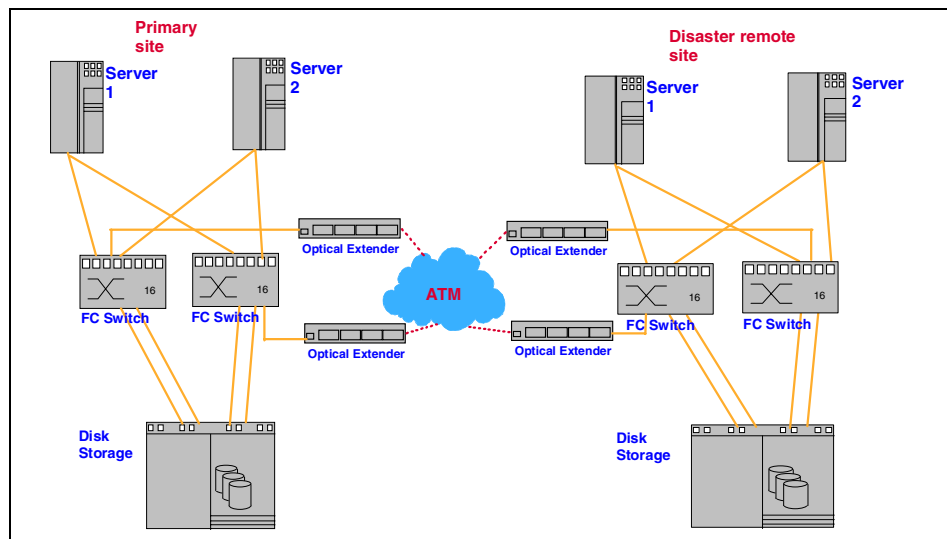 Primary
site
Disaster remote
site
Server
1
Server
2
Server
1
Server
2
Optical Extender
Optical Extender
ATM
16
FC Switch
16
FC Switch
16
FC Switch
16
FC Switch
Optical Extender
Optical Extender
Disk
Storage
Disk
Storage